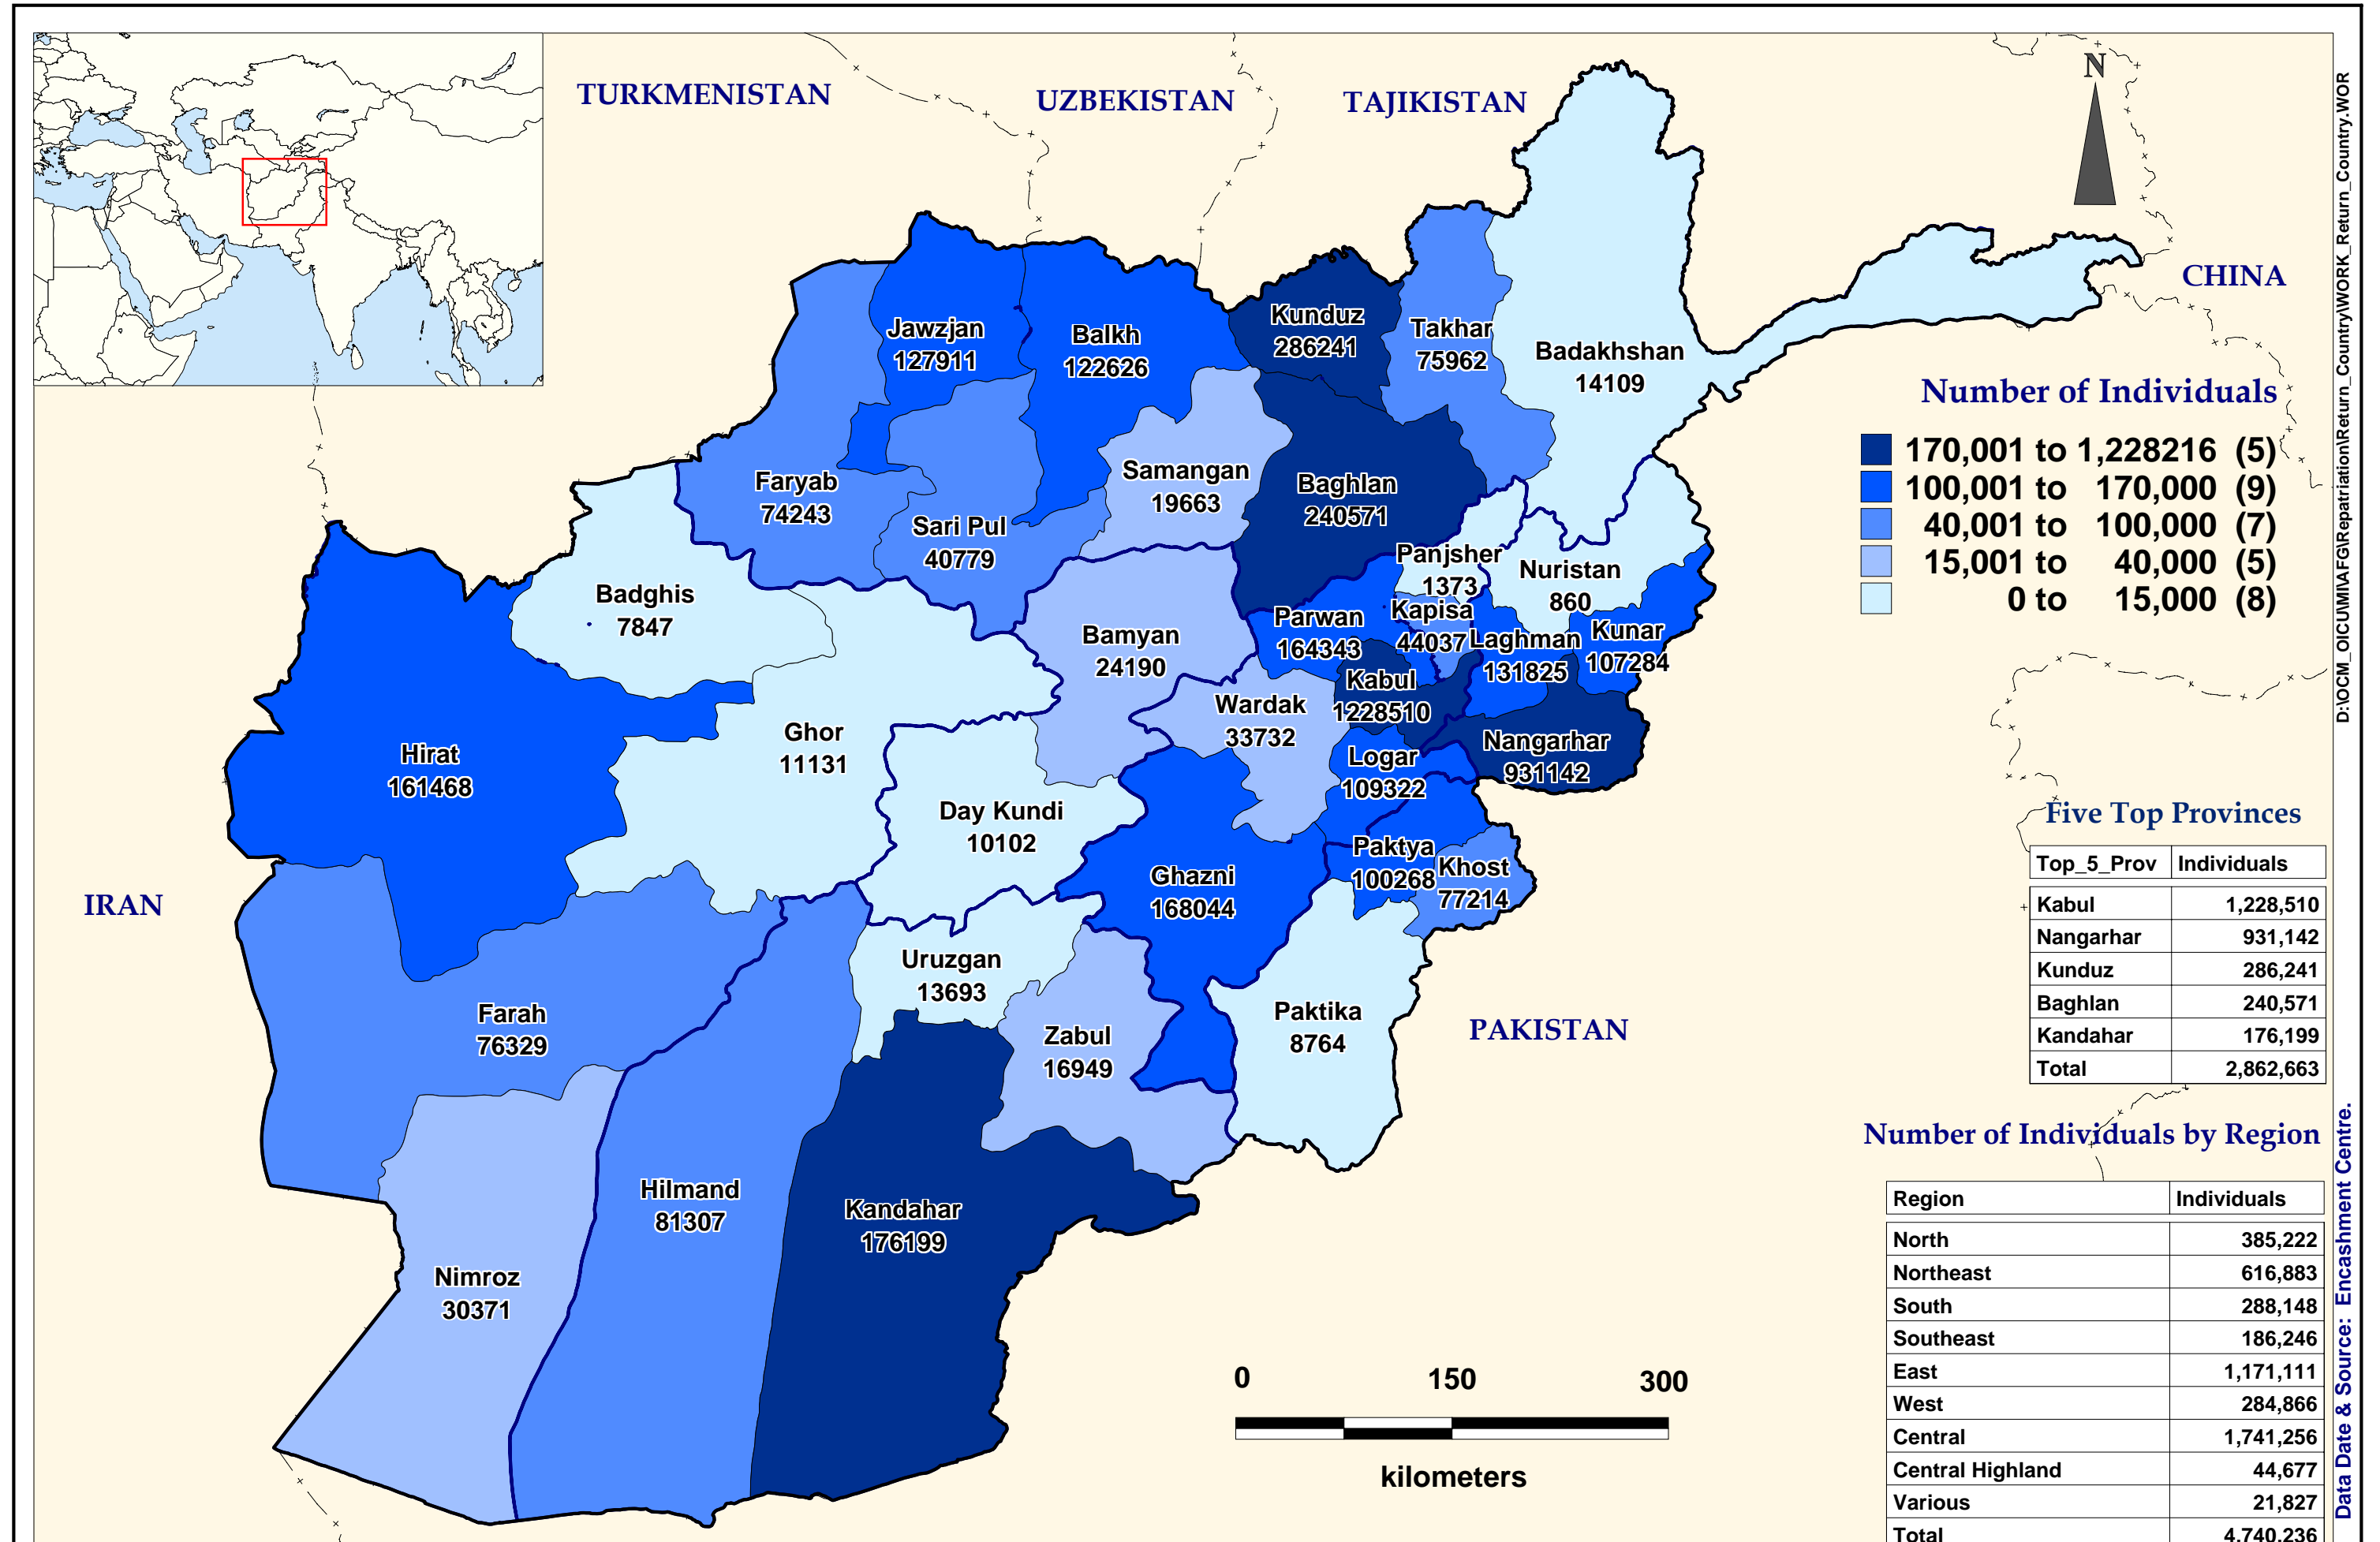 TURKMENISTAN
UZBEKISTAN
TAJIKISTAN
N
CHINA
Jawzjan
127911
Balkh
122626
Kunduz
286241
Takhar
75962
Badakhshan
14109
Number of Individuals
170,001 to 1,228216 (5)
100,001 to 170,000 (9)
40,001 to 100,000 (7)
15,001 to 40,000 (5)
0 to 15,000 (8)
Faryab
74243
Sari Pul
40779
Samangan
19663
Baghlan
240571
Panjsher
1373
Nuristan
860
Badghis
7847
Bamyan
24190
Parwan
164343
Kapisa
44037
Laghman
131825
Kunar
107284
Kabul
1228510
Wardak
33732
Hirat
161468
Ghor
11131
Logar
109322
Nangarhar
931142
Day Kundi
10102
Ghazni
168044
Paktya
100268
Khost
77214
IRAN
Farah
76329
Uruzgan
13693
Zabul
16949
Paktika
8764
PAKISTAN
Nimroz
30371
Hilmand
81307
Kandahar
176199
0 150 300
kilometers
Five Top Provinces
Top_5_Prov Individuals
Kabul 1,228,510
Nangarhar 931,142
Kunduz 286,241
Baghlan 240,571
Kandahar 176,199
Total 2,862,663
Number of Individuals by Region
Region Individuals
North 385,222
Northeast 616,883
South 288,148
Southeast 186,246
East 1,171,111
West 284,866
Central 1,741,256
Central Highland 44,677
Various 21,827
Total 4,740,236
D:\OCM_OICU\MIAFG\Repatriation\Return_Country\WORK_Return_Country.WOR
Data Date & Source: Encashment Centre.